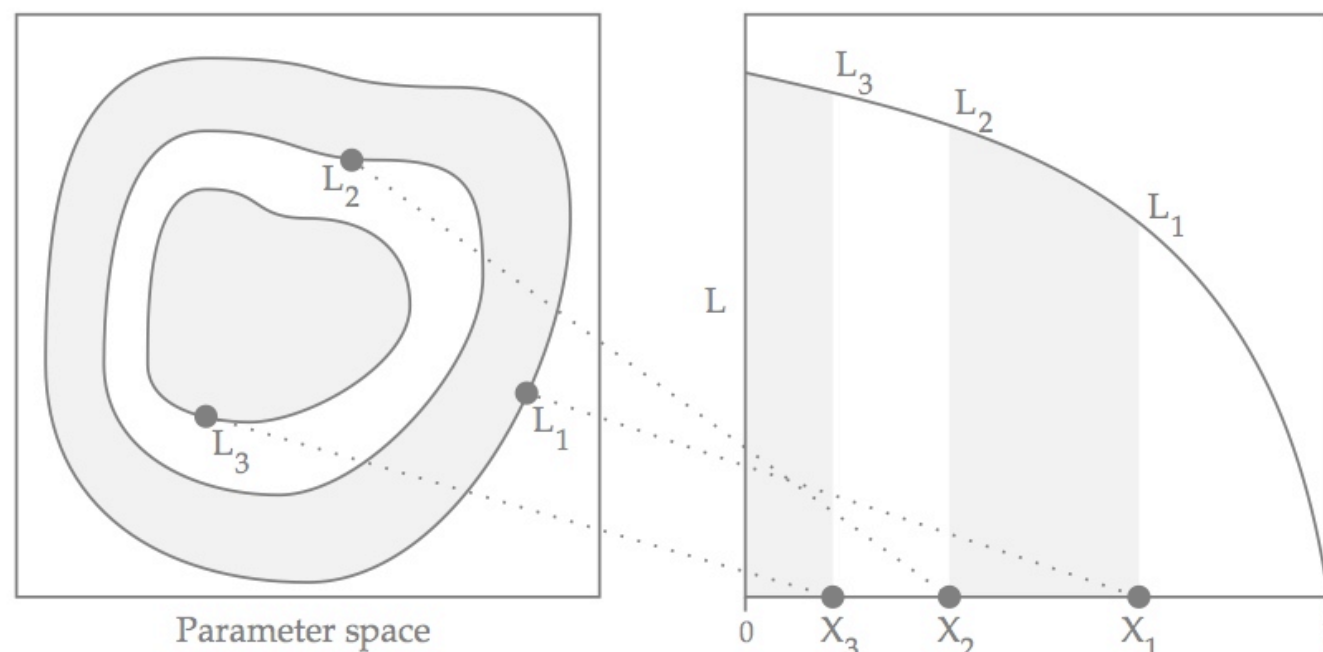 L₂
L₃
L₁
Parameter space
L₃
L₂
L₁
L
0
X₃
X₂
X₁